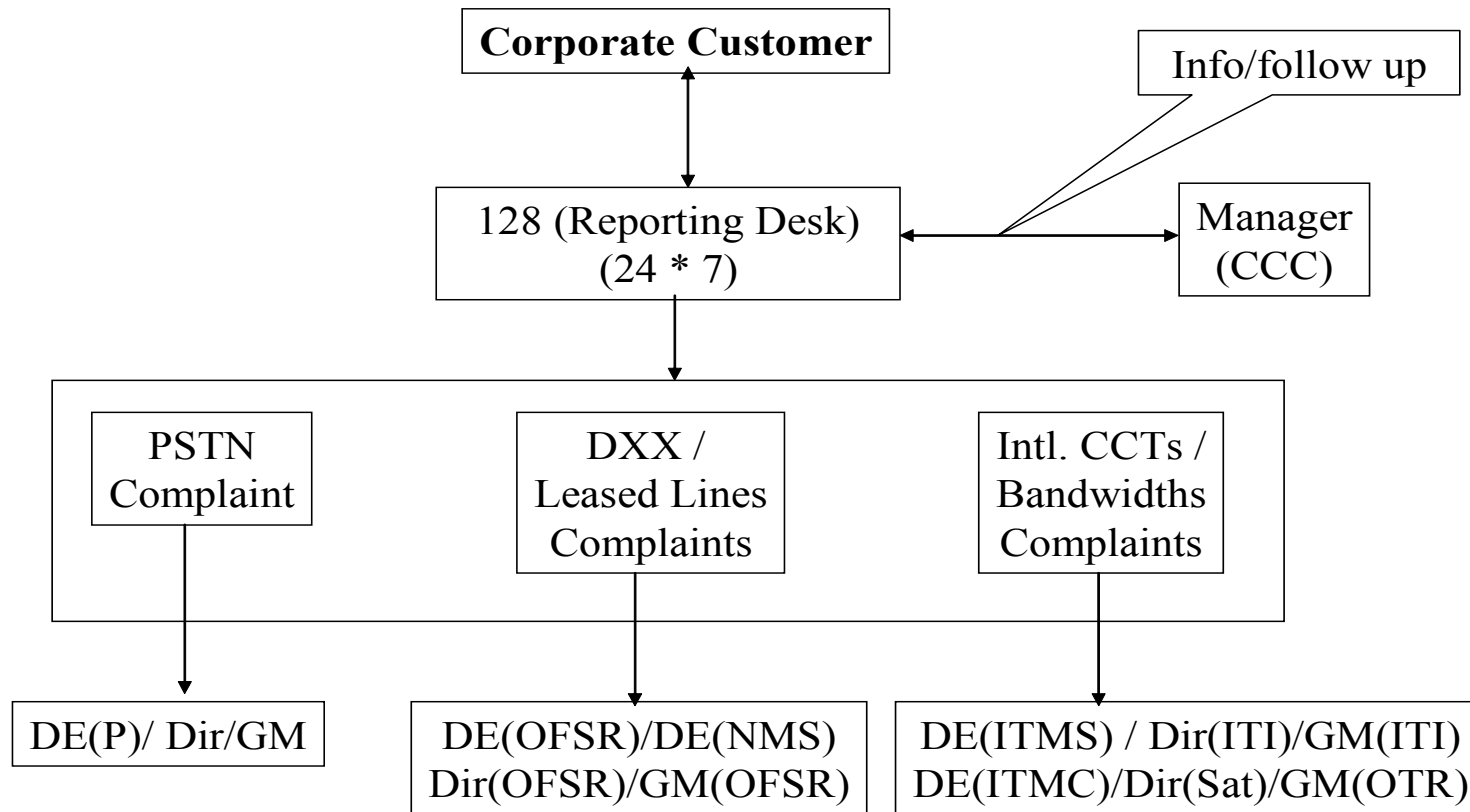 Corporate Customer
Info/follow up
128 (Reporting Desk)
(24 * 7)
Manager
(CCC)
PSTN
Complaint
DXX /
Leased Lines
Complaints
Intl. CCTs /
Bandwidths
Complaints
DE(P)/ Dir/GM
DE(OFSR)/DE(NMS)
Dir(OFSR)/GM(OFSR)
DE(ITMS) / Dir(ITI)/GM(ITI)
DE(ITMC)/Dir(Sat)/GM(OTR)